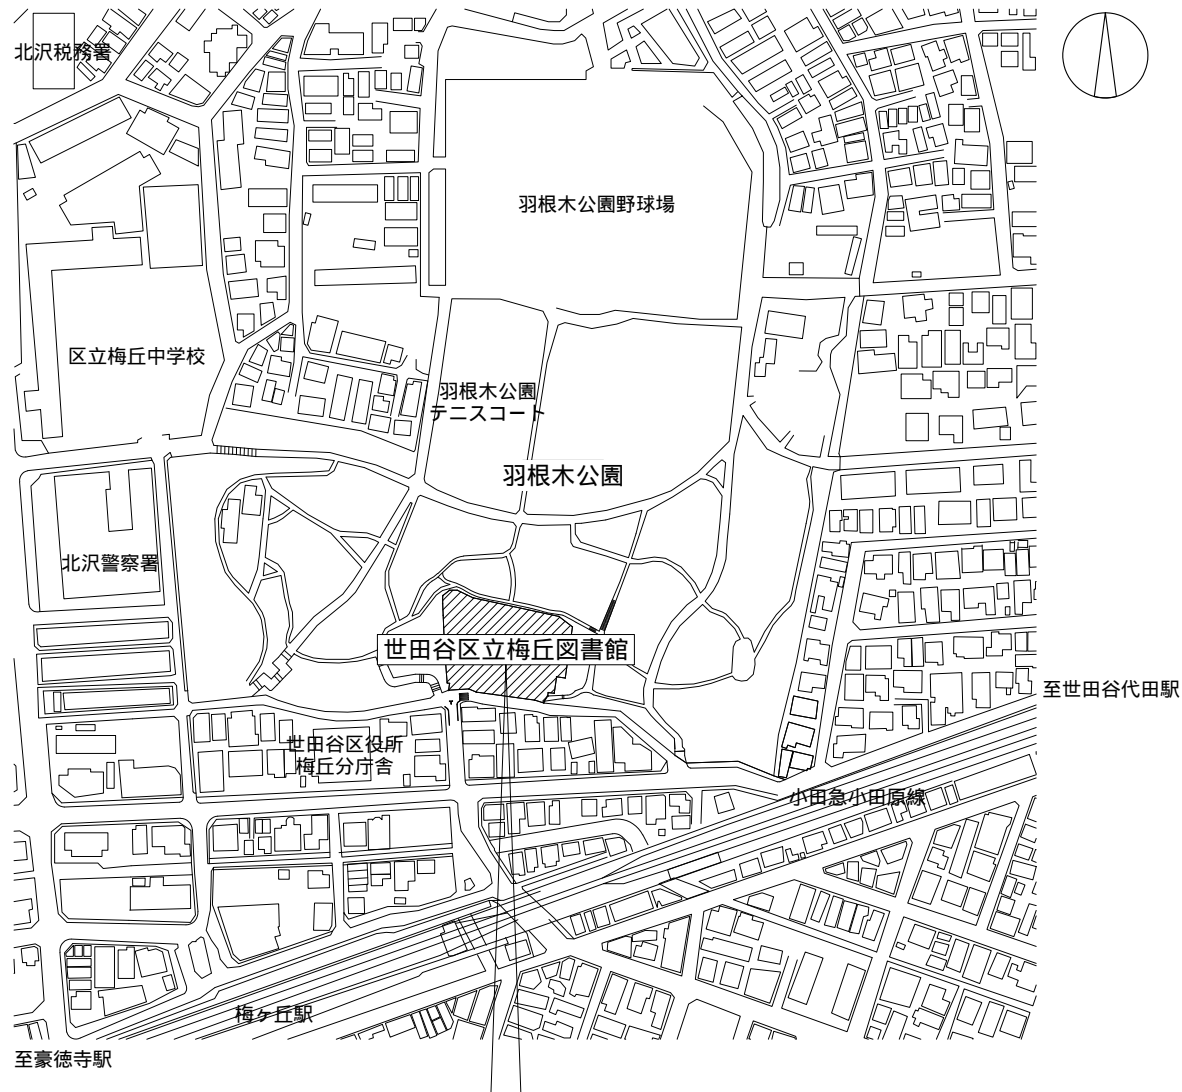 北沢税務署
羽根木公園野球場
区立梅丘中学校
羽根木公園
テニスコート
羽根木公園
北沢警察署
世田谷区立梅丘図書館
至世田谷代田駅
世田谷区役所
梅丘分庁舎
小田急小田原線
梅ヶ丘駅
至豪徳寺駅